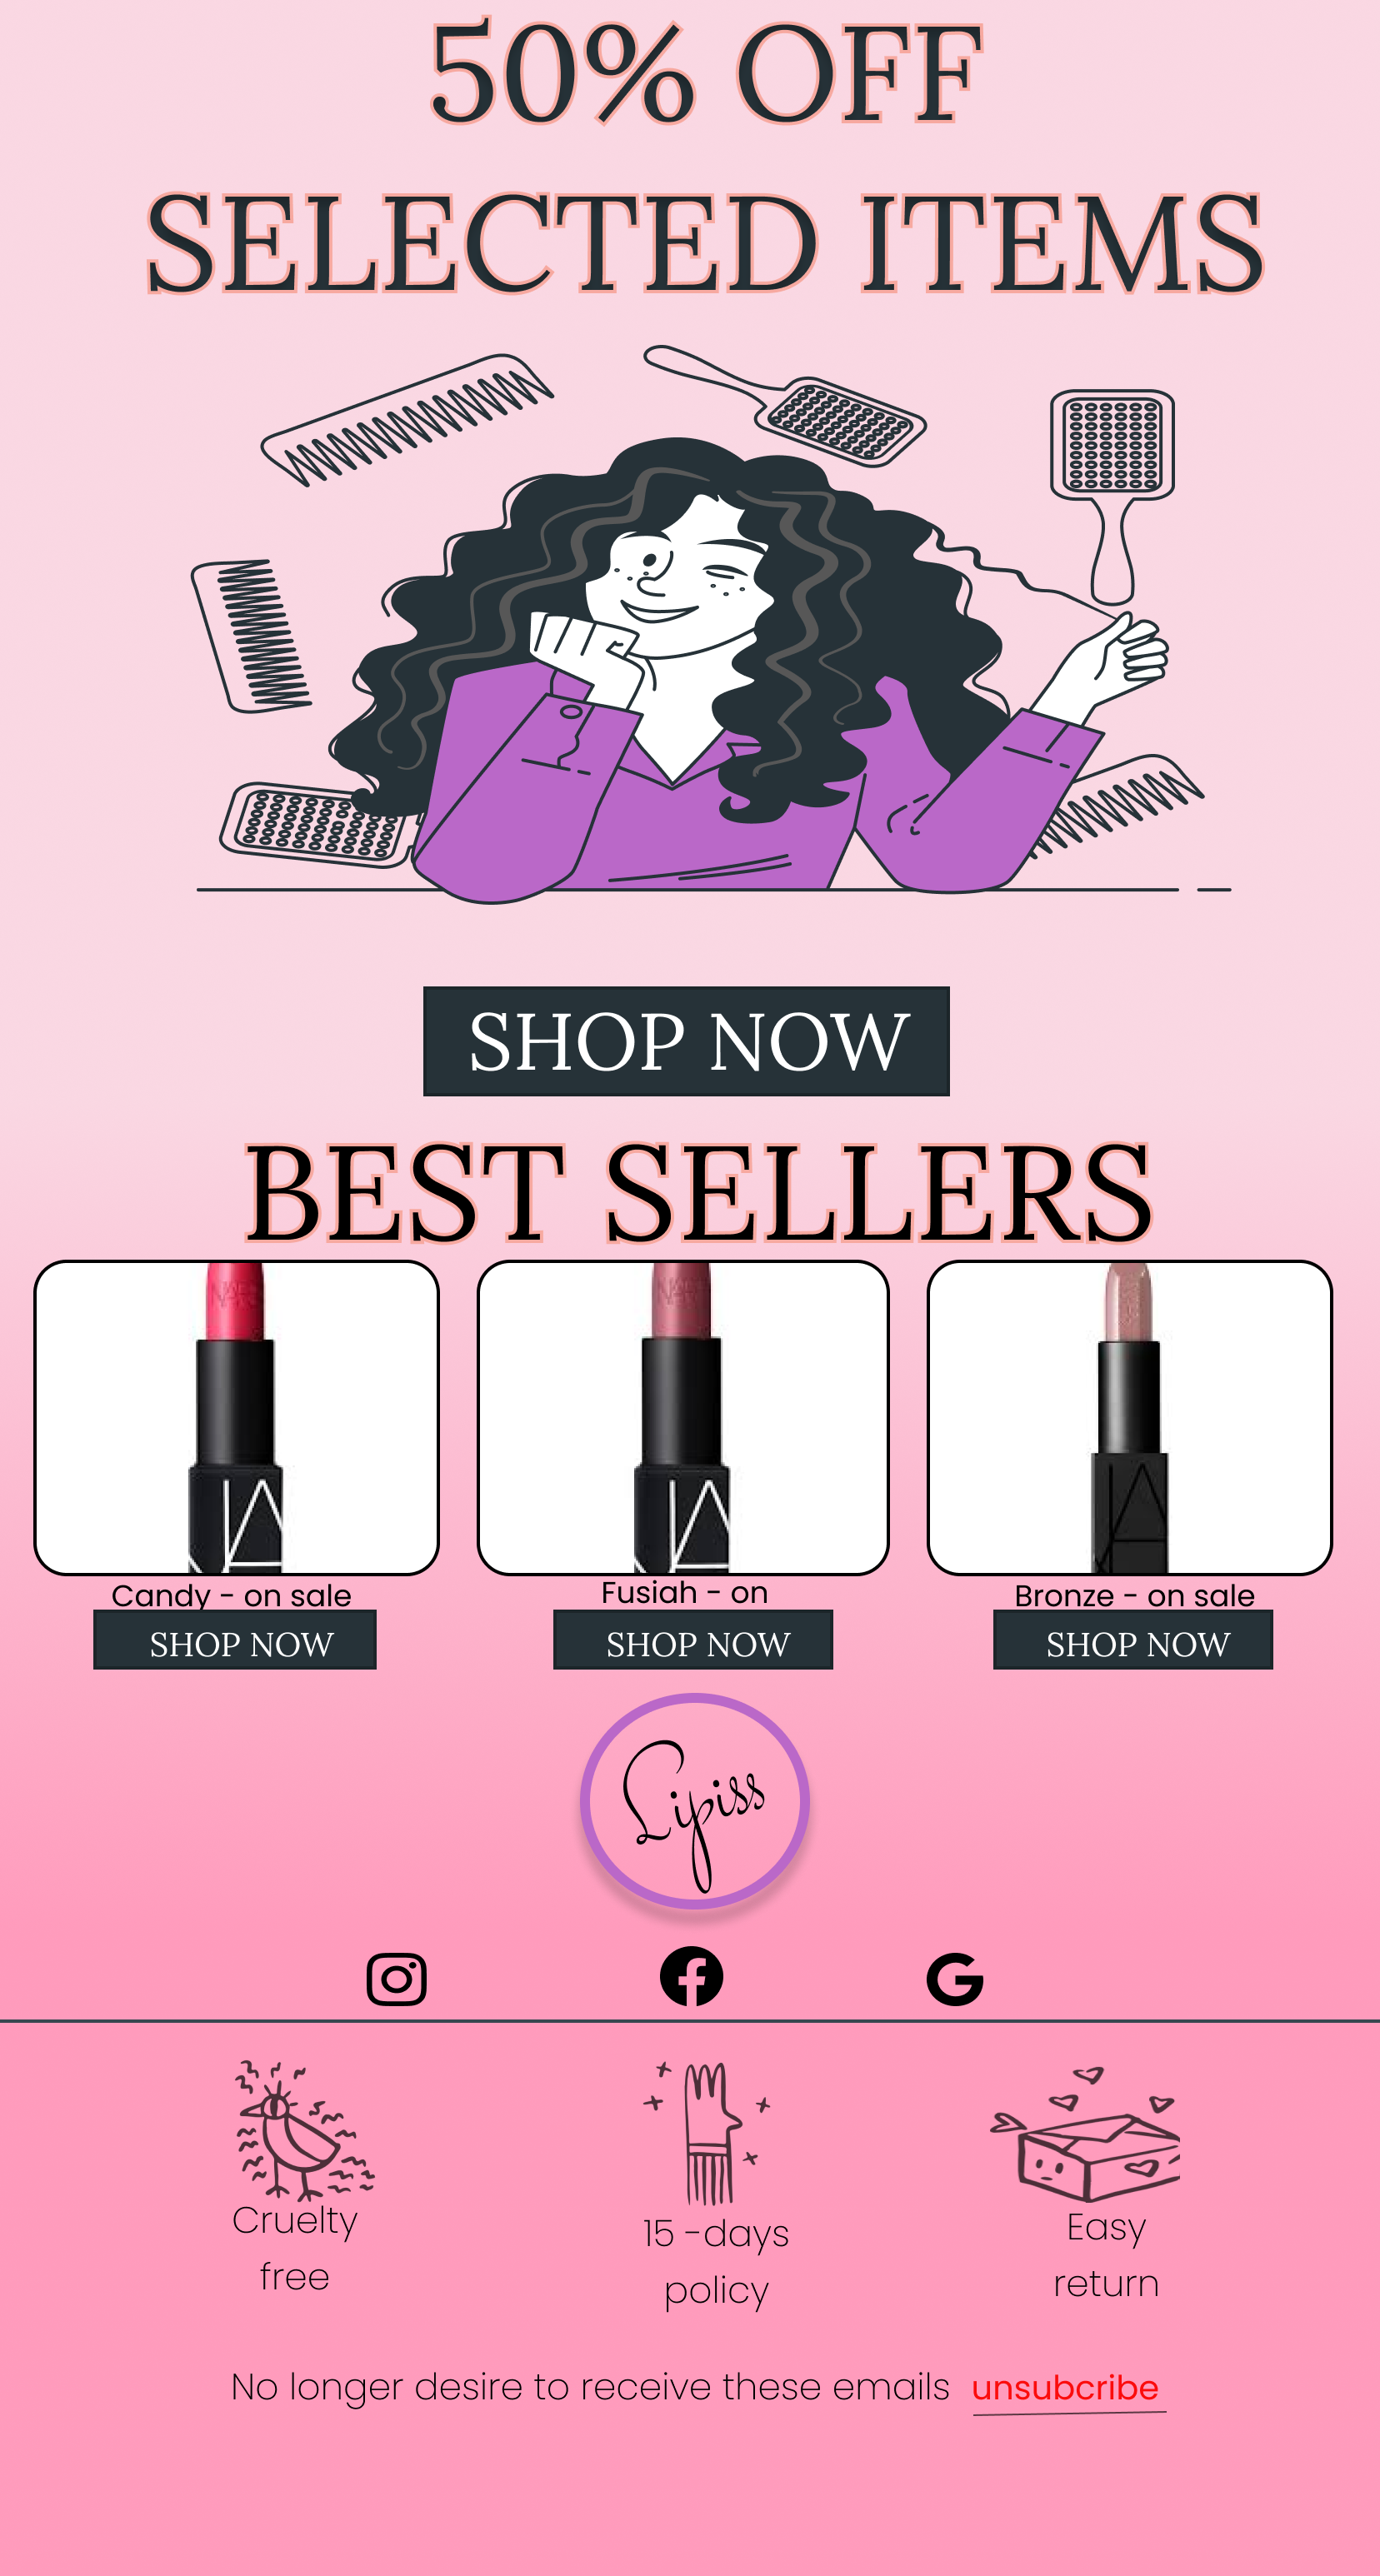 50% OFF
SELECTED ITEMS
SHOP NOW
BEST SELLERS
Candy - on sale
Fusiah - on
Bronze - on sale
SHOP NOW
SHOP NOW
SHOP NOW
Lipiss
Cruelty
free
15 -days
policy
Easy
return
No longer desire to receive these emails unsubcribe